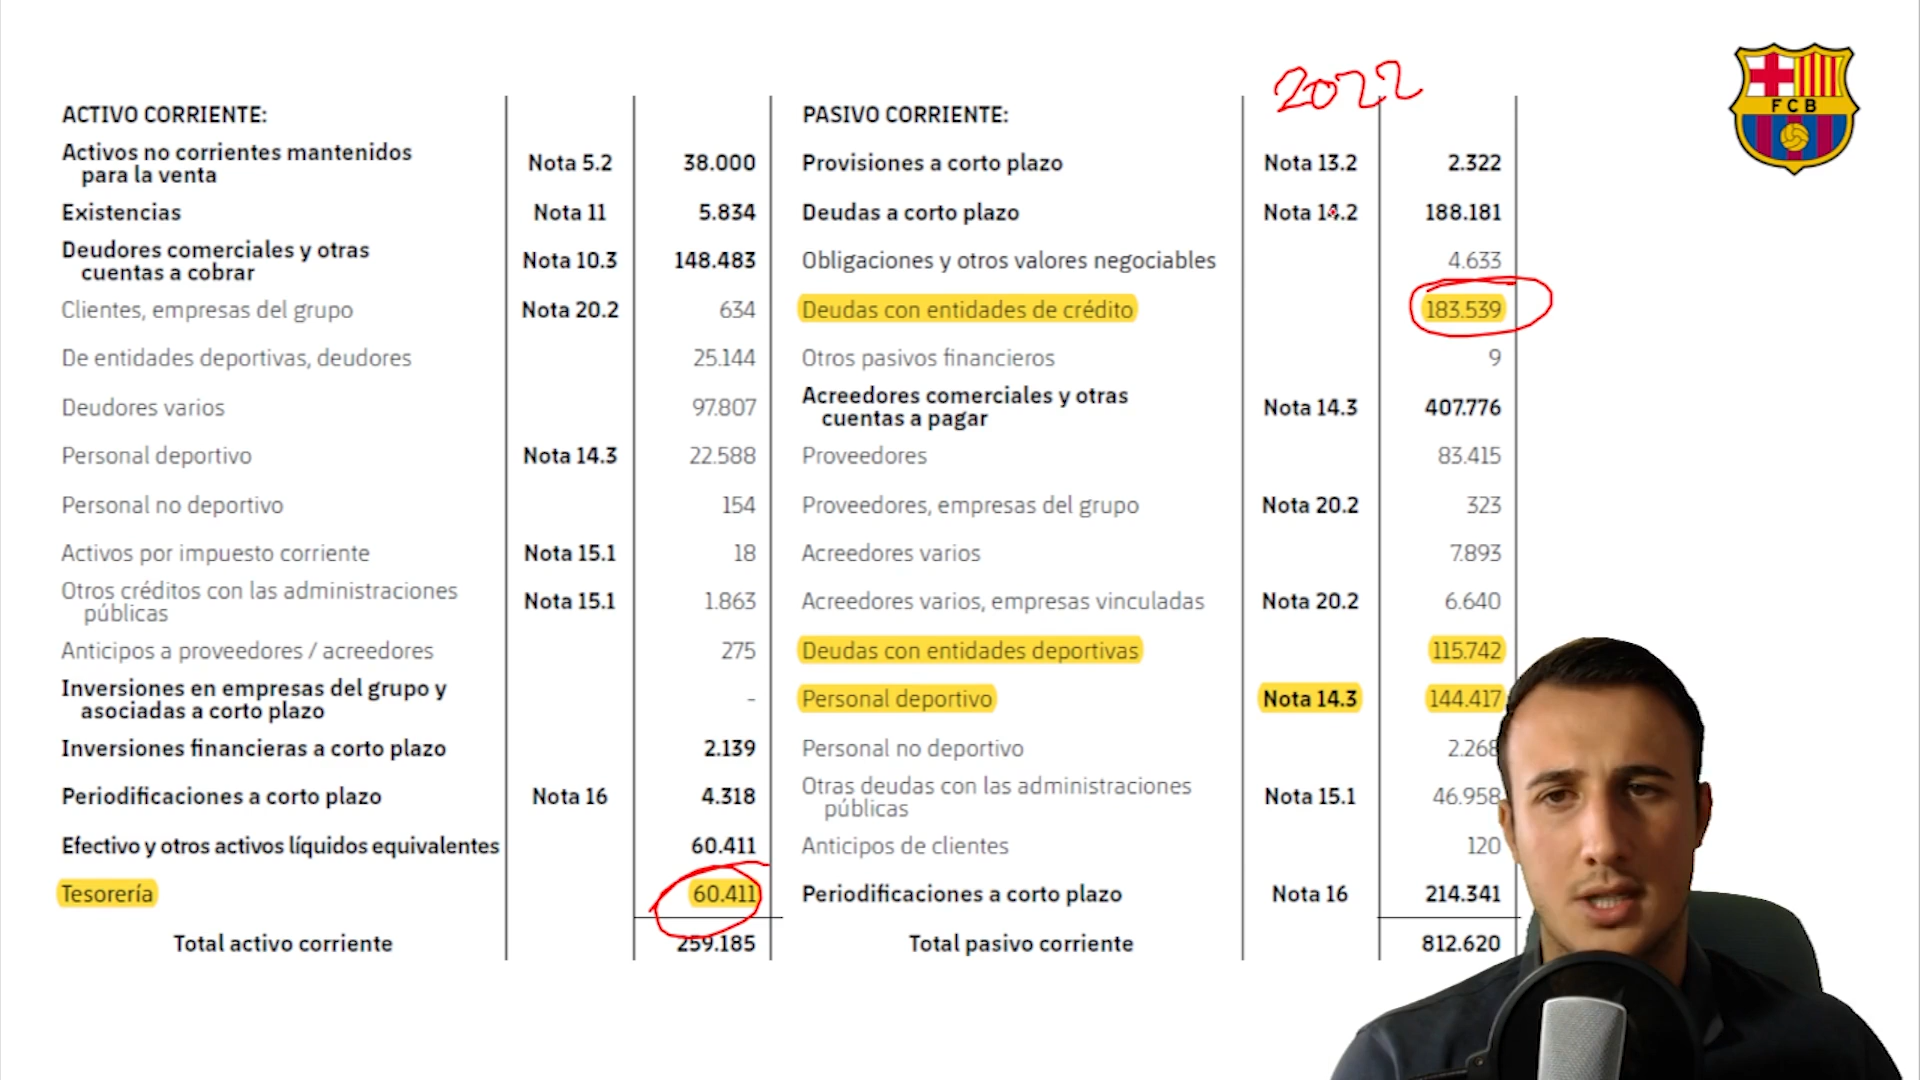 2022
FCB
ACTIVO CORRIENTE:
Activos no corrientes mantenidos
para la venta
Nota 5.2
38.000
Existencias
Nota 11
5.834
Deudores comerciales y otras
cuentas a cobrar
Nota 10.3
148.483
Clientes, empresas del grupo
Nota 20.2
634
De entidades deportivas, deudores
25.144
Deudores varios
97.807
Personal deportivo
Nota 14.3
22.588
Personal no deportivo
154
Activos por impuesto corriente
Nota 15.1
18
Otros créditos con las administraciones
públicas
Nota 15.1
1.863
Anticipos a proveedores / acreedores
275
Inversiones en empresas del grupo y
asociadas a corto plazo
-
Inversiones financieras a corto plazo
2.139
Periodificaciones a corto plazo
Nota 16
4.318
Efectivo y otros activos líquidos equivalentes
60.411
Tesorería
60.411
Total activo corriente
259.185
PASIVO CORRIENTE:
Provisiones a corto plazo
Nota 13.2
2.322
Deudas a corto plazo
Nota 14.2
188.181
Obligaciones y otros valores negociables
4.633
Deudas con entidades de crédito
183.539
Otros pasivos financieros
9
Acreedores comerciales y otras
cuentas a pagar
Nota 14.3
407.776
Proveedores
83.415
Proveedores, empresas del grupo
Nota 20.2
323
Acreedores varios
7.893
Acreedores varios, empresas vinculadas
Nota 20.2
6.640
Deudas con entidades deportivas
115.742
Personal deportivo
Nota 14.3
144.417
Personal no deportivo
2.268
Otras deudas con las administraciones
públicas
Nota 15.1
46.958
Anticipos de clientes
120
Periodificaciones a corto plazo
Nota 16
214.341
Total pasivo corriente
812.620